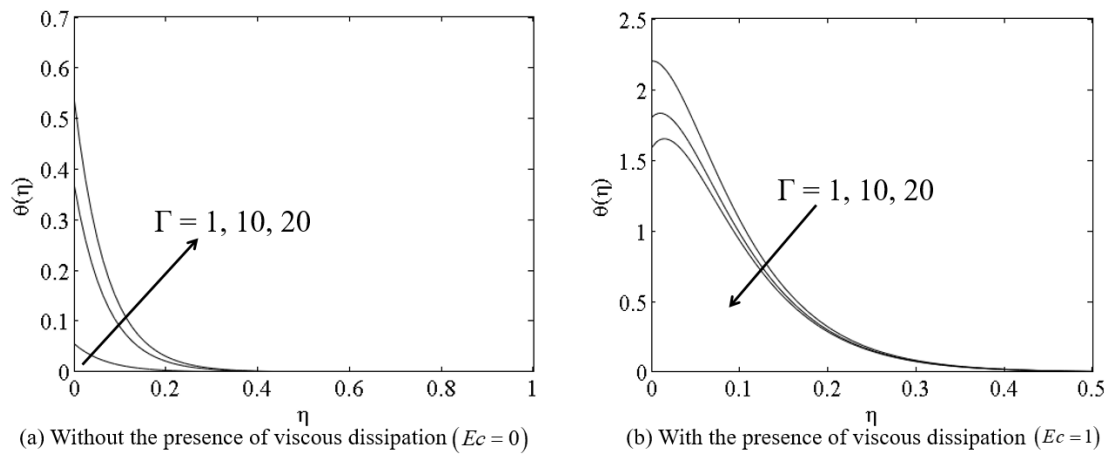 0.7
0.6
0.5
0.4
0.3
0.2
0.1
0
θ(η)
Γ = 1, 10, 20
0 0.2 0.4 0.6 0.8 1
η
(a) Without the presence of viscous dissipation (Ec = 0)
2.5
2
1.5
1
0.5
0
θ(η)
Γ = 1, 10, 20
0 0.1 0.2 0.3 0.4 0.5
η
(b) With the presence of viscous dissipation (Ec = 1)